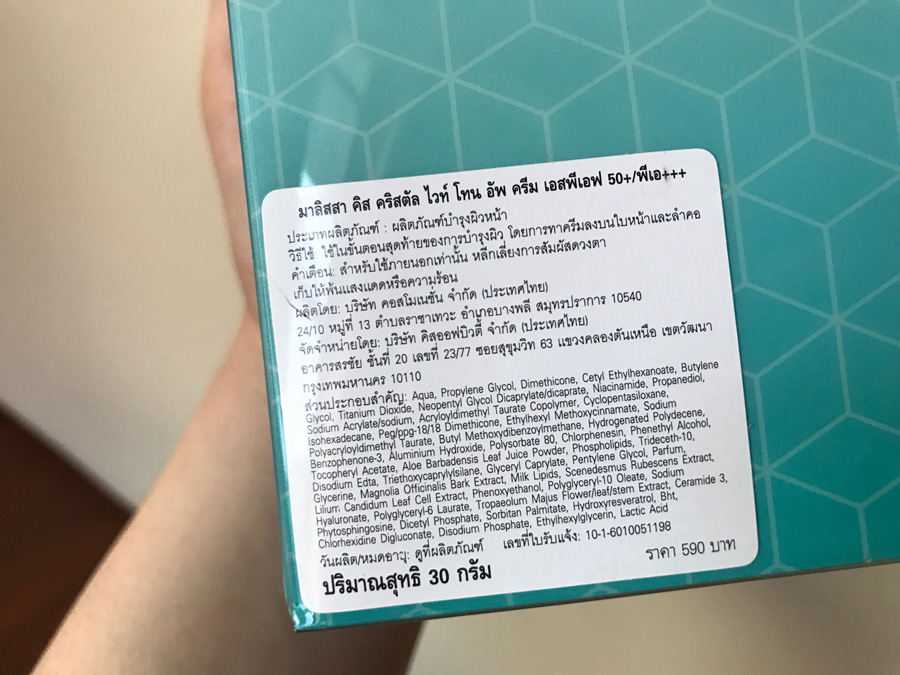 มาลิสสา คิส คริสตัล ไวท์ โทน อัพ ครีม เอสพีเอฟ 50+/พีเอ+++
ประเภทผลิตภัณฑ์ : ผลิตภัณฑ์บำรุงผิวหน้า
วิธีใช้: ใช้ในขั้นตอนสุดท้ายของการบำรุงผิว โดยการทาครีมลงบนใบหน้าและลำคอ
คำเตือน: สำหรับใช้ภายนอกเท่านั้น หลีกเลี่ยงการสัมผัสดวงตา
เก็บให้พ้นแสงแดดหรือความร้อน
ผลิตโดย: บริษัท คอสโมเนชั่น จำกัด (ประเทศไทย)
24/10 หมู่ที่ 13 ตำบลราชาเทวะ อำเภอบางพลี สมุทรปราการ 10540
จัดจำหน่ายโดย: บริษัท คิสออฟบิวตี้ จำกัด (ประเทศไทย)
อาคารสรชัย ชั้นที่ 20 เลขที่ 23/77 ซอยสุขุมวิท 63 แขวงคลองตันเหนือ เขตวัฒนา
กรุงเทพมหานคร 10110
ส่วนประกอบสำคัญ: Aqua, Propylene Glycol, Dimethicone, Cetyl Ethylhexanoate, Butylene
Glycol, Titanium Dioxide, Neopentyl Glycol Dicaprylate/dicaprate, Niacinamide, Propanediol,
Sodium Acrylate/sodium, Acryloyldimethyl Taurate Copolymer, Cyclopentasiloxane,
Isohexadecane, Peg/ppg-18/18 Dimethicone, Ethylhexyl Methoxycinnamate, Sodium
Polyacryloyldimethyl Taurate, Butyl Methoxydibenzoylmethane, Hydrogenated Polydecene,
Benzophenone-3, Aluminium Hydroxide, Polysorbate 80, Chlorphenesin, Phenethyl Alcohol,
Tocopheryl Acetate, Aloe Barbadensis Leaf Juice Powder, Phospholipids, Trideceth-10,
Disodium Edta, Triethoxycaprylylsilane, Glyceryl Caprylate, Pentylene Glycol, Parfum,
Glycerine, Magnolia Officinalis Bark Extract, Milk Lipids, Scenedesmus Rubescens Extract,
Lilium Candidum Leaf Cell Extract, Phenoxyethanol, Polyglyceryl-10 Oleate, Sodium
Hyaluronate, Polyglyceryl-6 Laurate, Tropaeolum Majus Flower/leaf/stem Extract, Ceramide 3,
Phytosphingosine, Dicetyl Phosphate, Sorbitan Palmitate, Hydroxyresveratrol, Bht,
Chlorhexidine Digluconate, Disodium Phosphate, Ethylhexylglycerin, Lactic Acid
วันผลิต/หมดอายุ: ดูที่ผลิตภัณฑ์ เลขที่ใบรับแจ้ง: 10-1-6010051198
ปริมาณสุทธิ 30 กรัม ราคา 590 บาท